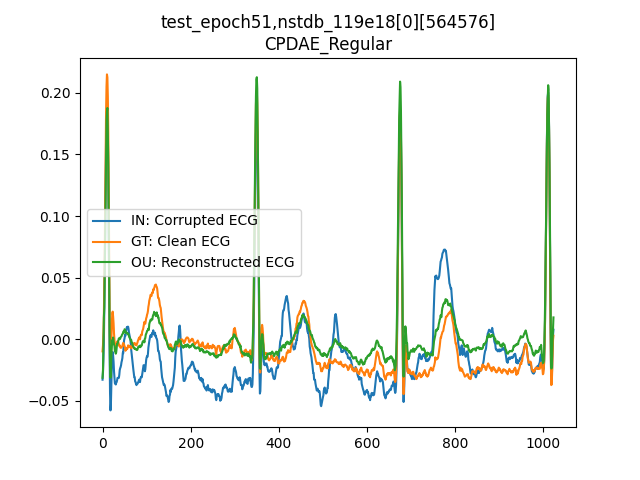 test_epoch51,nstdb_119e18[0][564576]
CPDAE_Regular
0.20
0.15
0.10
0.05
0.00
−0.05
IN: Corrupted ECG
GT: Clean ECG
OU: Reconstructed ECG
0 200 400 600 800 1000